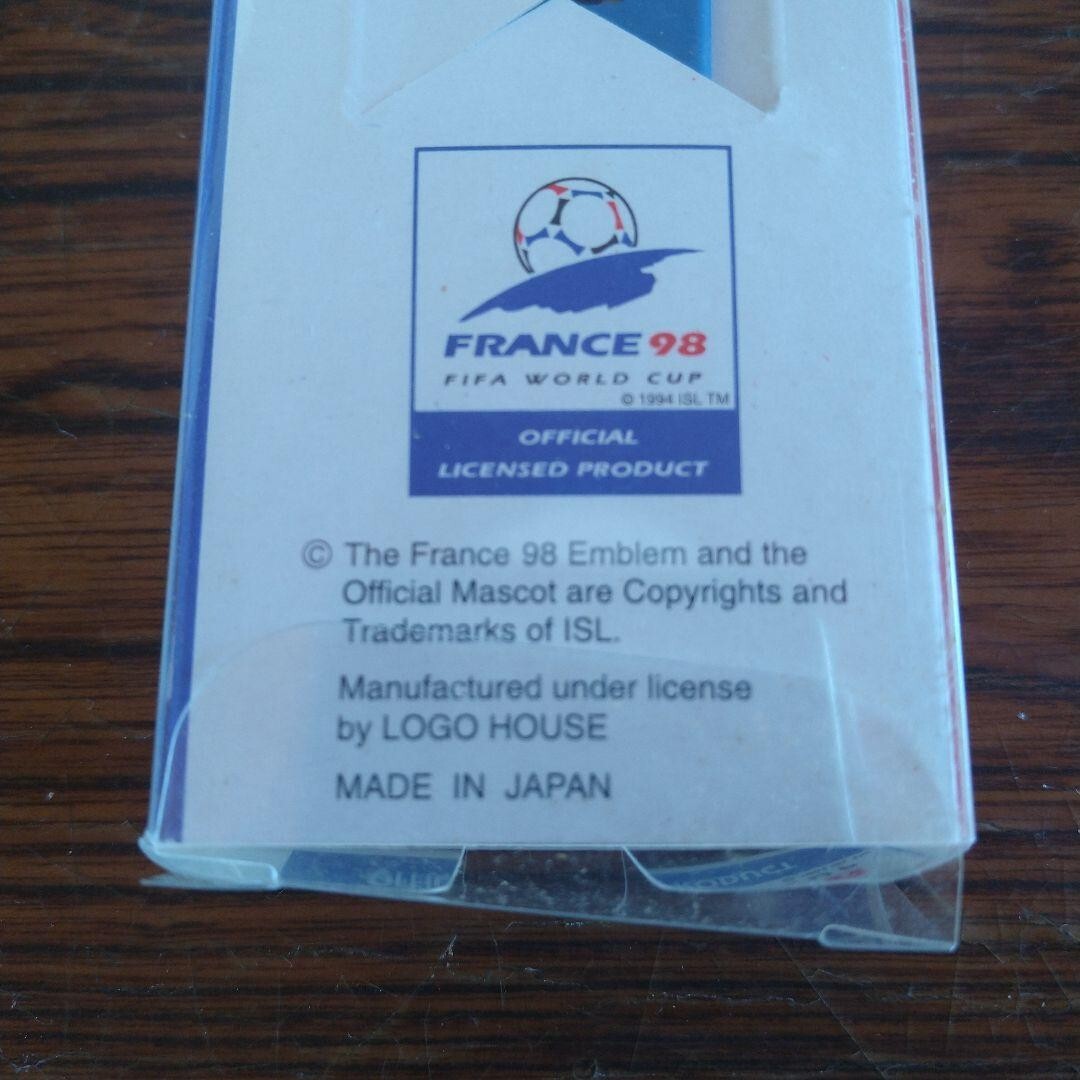 FRANCE 98
FIFA WORLD CUP
© 1994 ISL TM
OFFICIAL
LICENSED PRODUCT
© The France 98 Emblem and the
Official Mascot are Copyrights and
Trademarks of ISL.
Manufactured under license
by LOGO HOUSE
MADE IN JAPAN